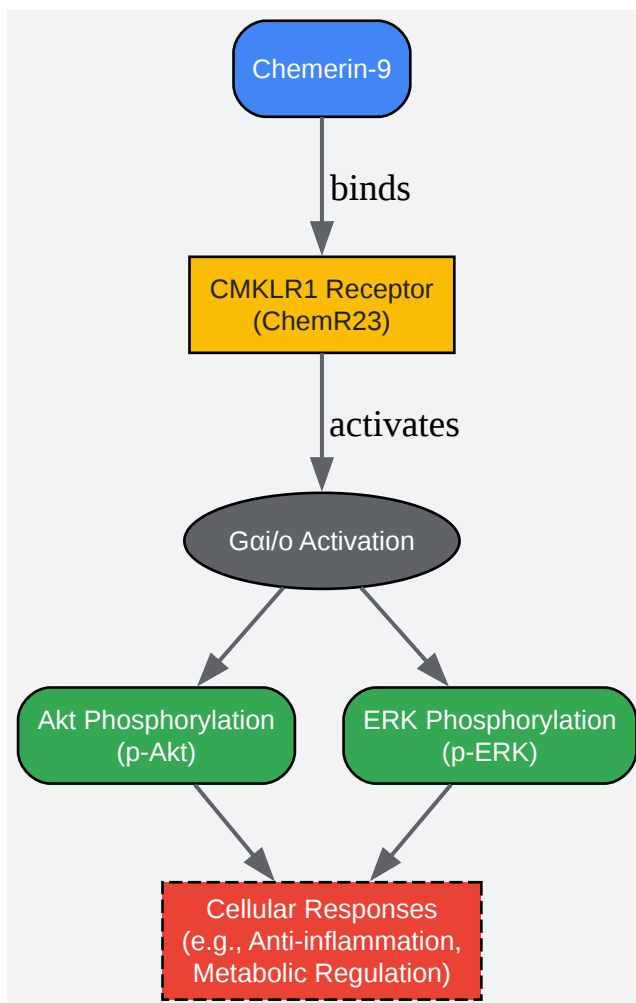 Chemerin-9
binds
CMKLR1 Receptor
(ChemR23)
activates
Gαi/o Activation
Akt Phosphorylation
(p-Akt)
ERK Phosphorylation
(p-ERK)
Cellular Responses
(e.g., Anti-inflammation,
Metabolic Regulation)